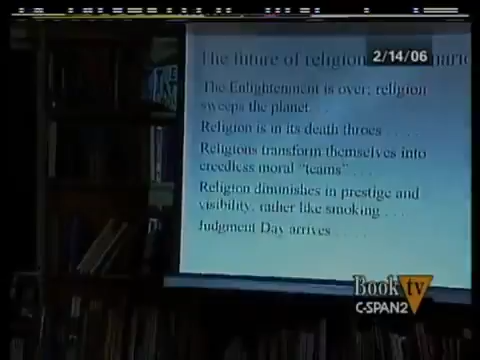 The future of religion
2/14/06
The Enlightenment is over; religion
sweeps the planet . . .
Religion is in its death throes . . . .
Religions transform themselves into
creedless moral "teams" . . .
Religion diminishes in prestige and
visibility, rather like smoking . . . .
Judgment Day arrives . . . . .
Book tv
C-SPAN2